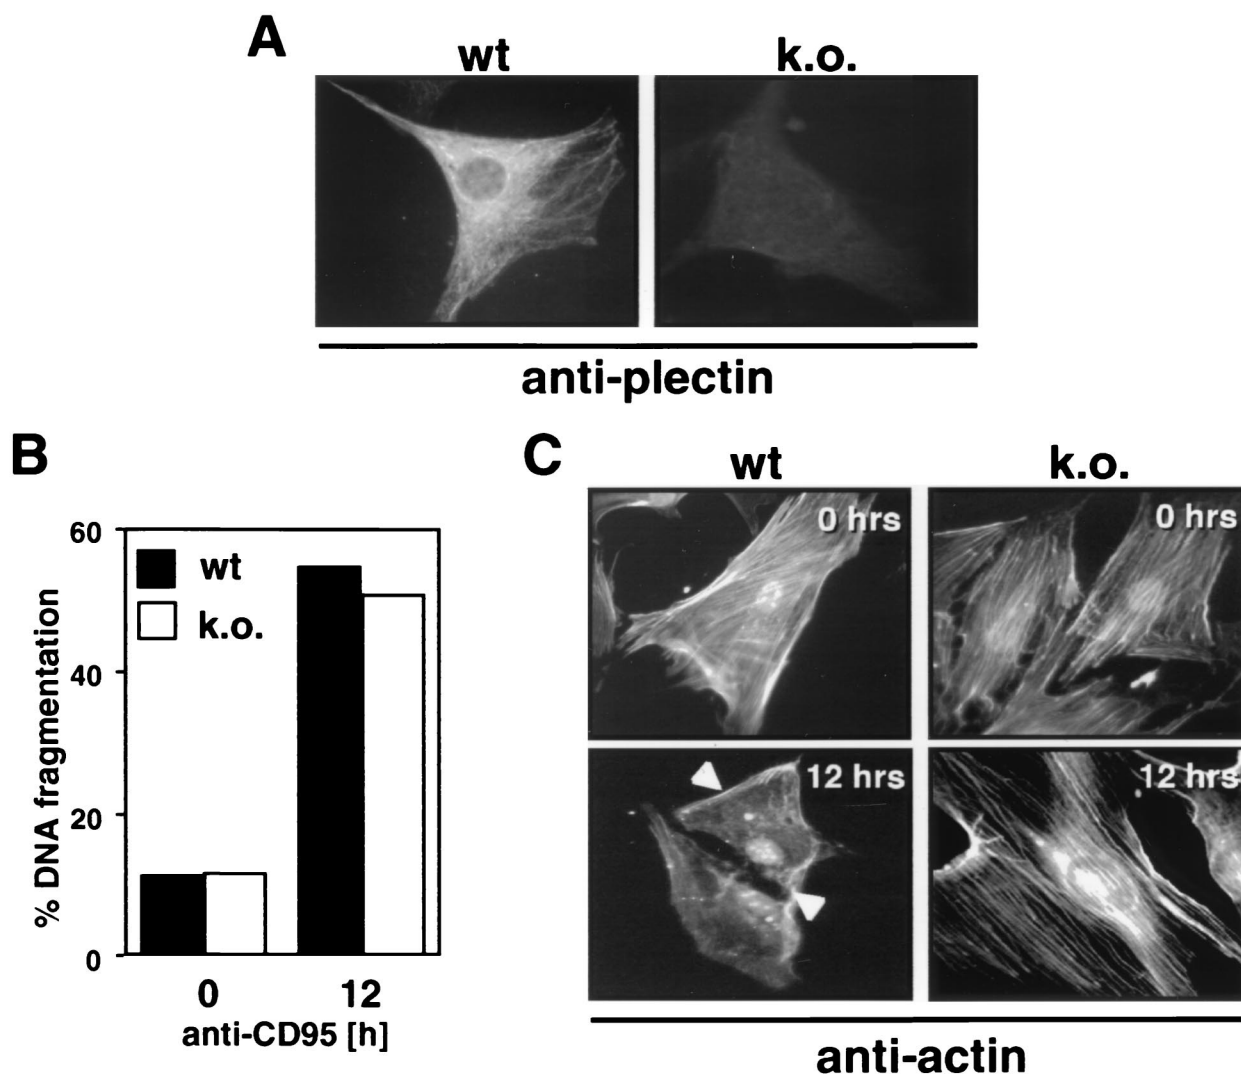 A
wt k.o.
anti-plectin
B
60
40
20
0
% DNA fragmentation
wt
k.o.
0 12
anti-CD95 [h]
C
wt k.o.
0 hrs 0 hrs
12 hrs 12 hrs
anti-actin